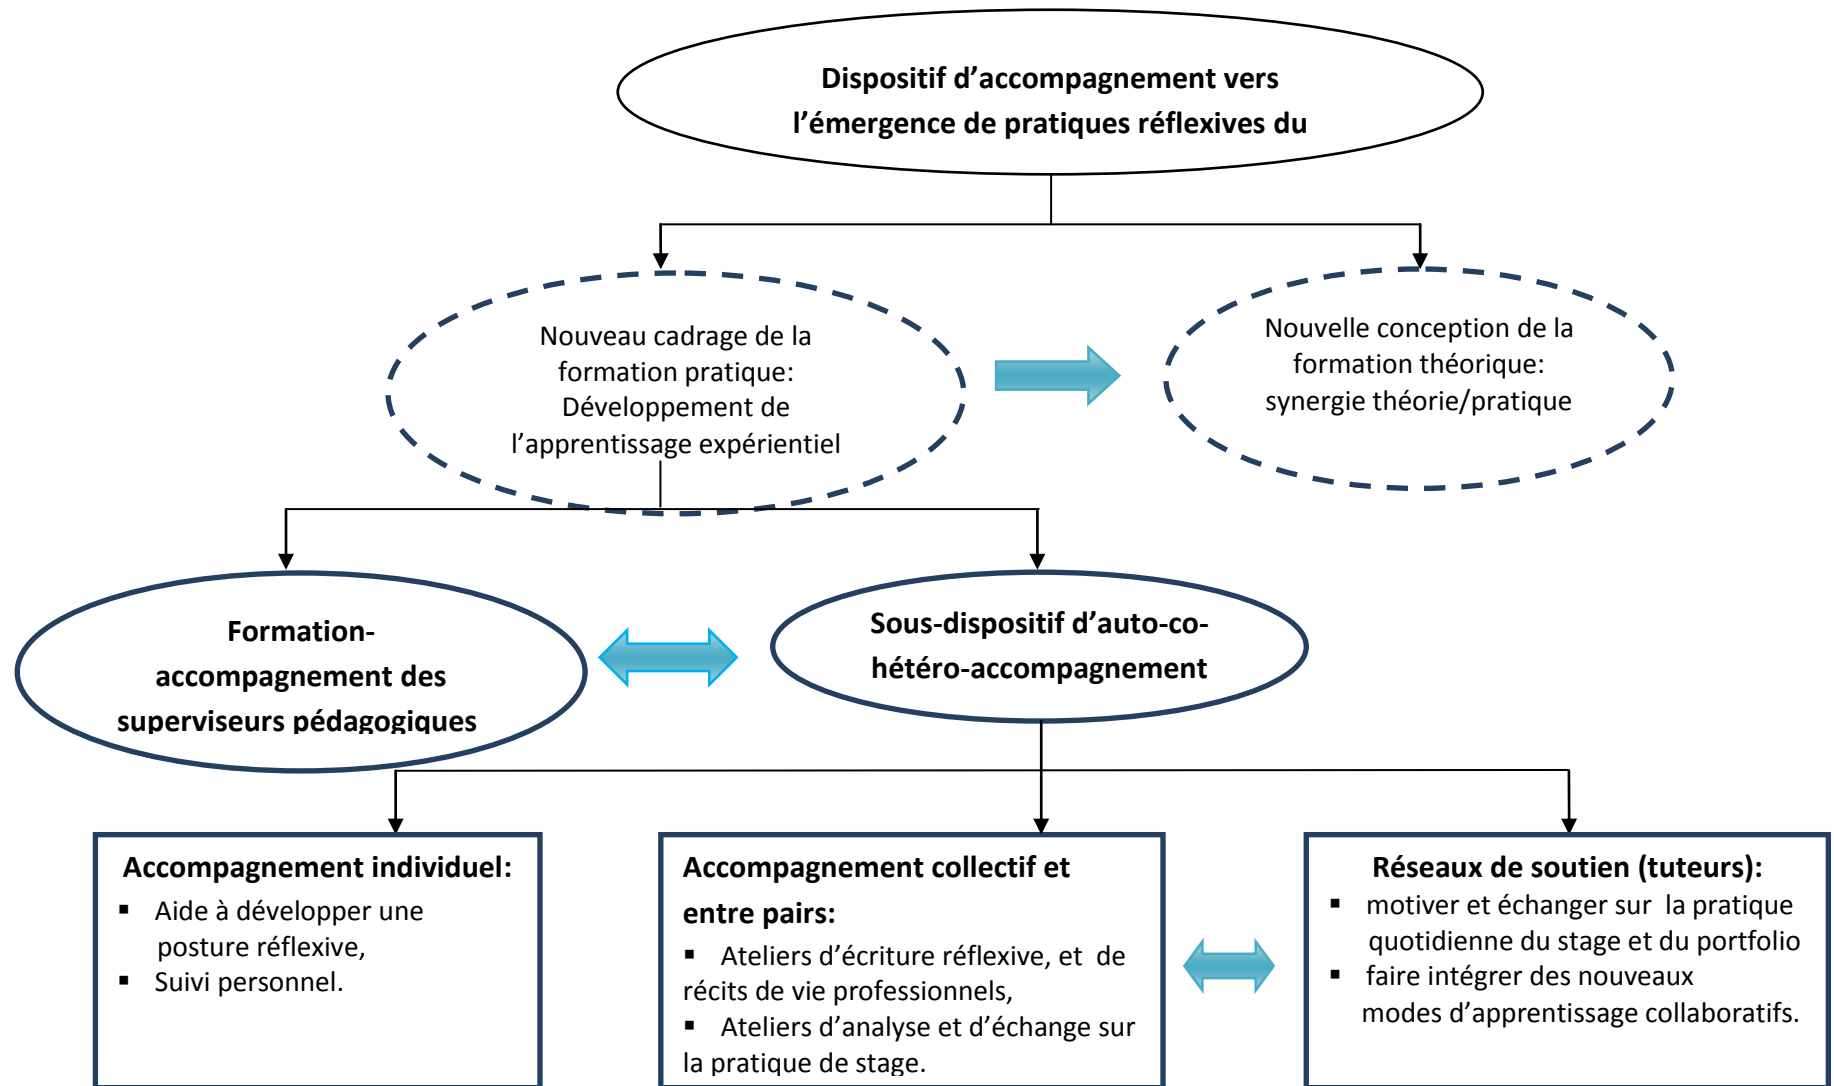 Dispositif d’accompagnement vers
l’émergence de pratiques réflexives du
Nouveau cadrage de la
formation pratique:
Développement de
l’apprentissage expérientiel
Nouvelle conception de la
formation théorique:
synergie théorie/pratique
Formation-
accompagnement des
superviseurs pédagogiques
Sous-dispositif d’auto-co-
hétéro-accompagnement
Accompagnement individuel:
▪ Aide à développer une
posture réflexive,
▪ Suivi personnel.
Accompagnement collectif et
entre pairs:
▪ Ateliers d’écriture réflexive, et de
récits de vie professionnels,
▪ Ateliers d’analyse et d’échange sur
la pratique de stage.
Réseaux de soutien (tuteurs):
▪ motiver et échanger sur la pratique
quotidienne du stage et du portfolio
▪ faire intégrer des nouveaux
modes d’apprentissage collaboratifs.